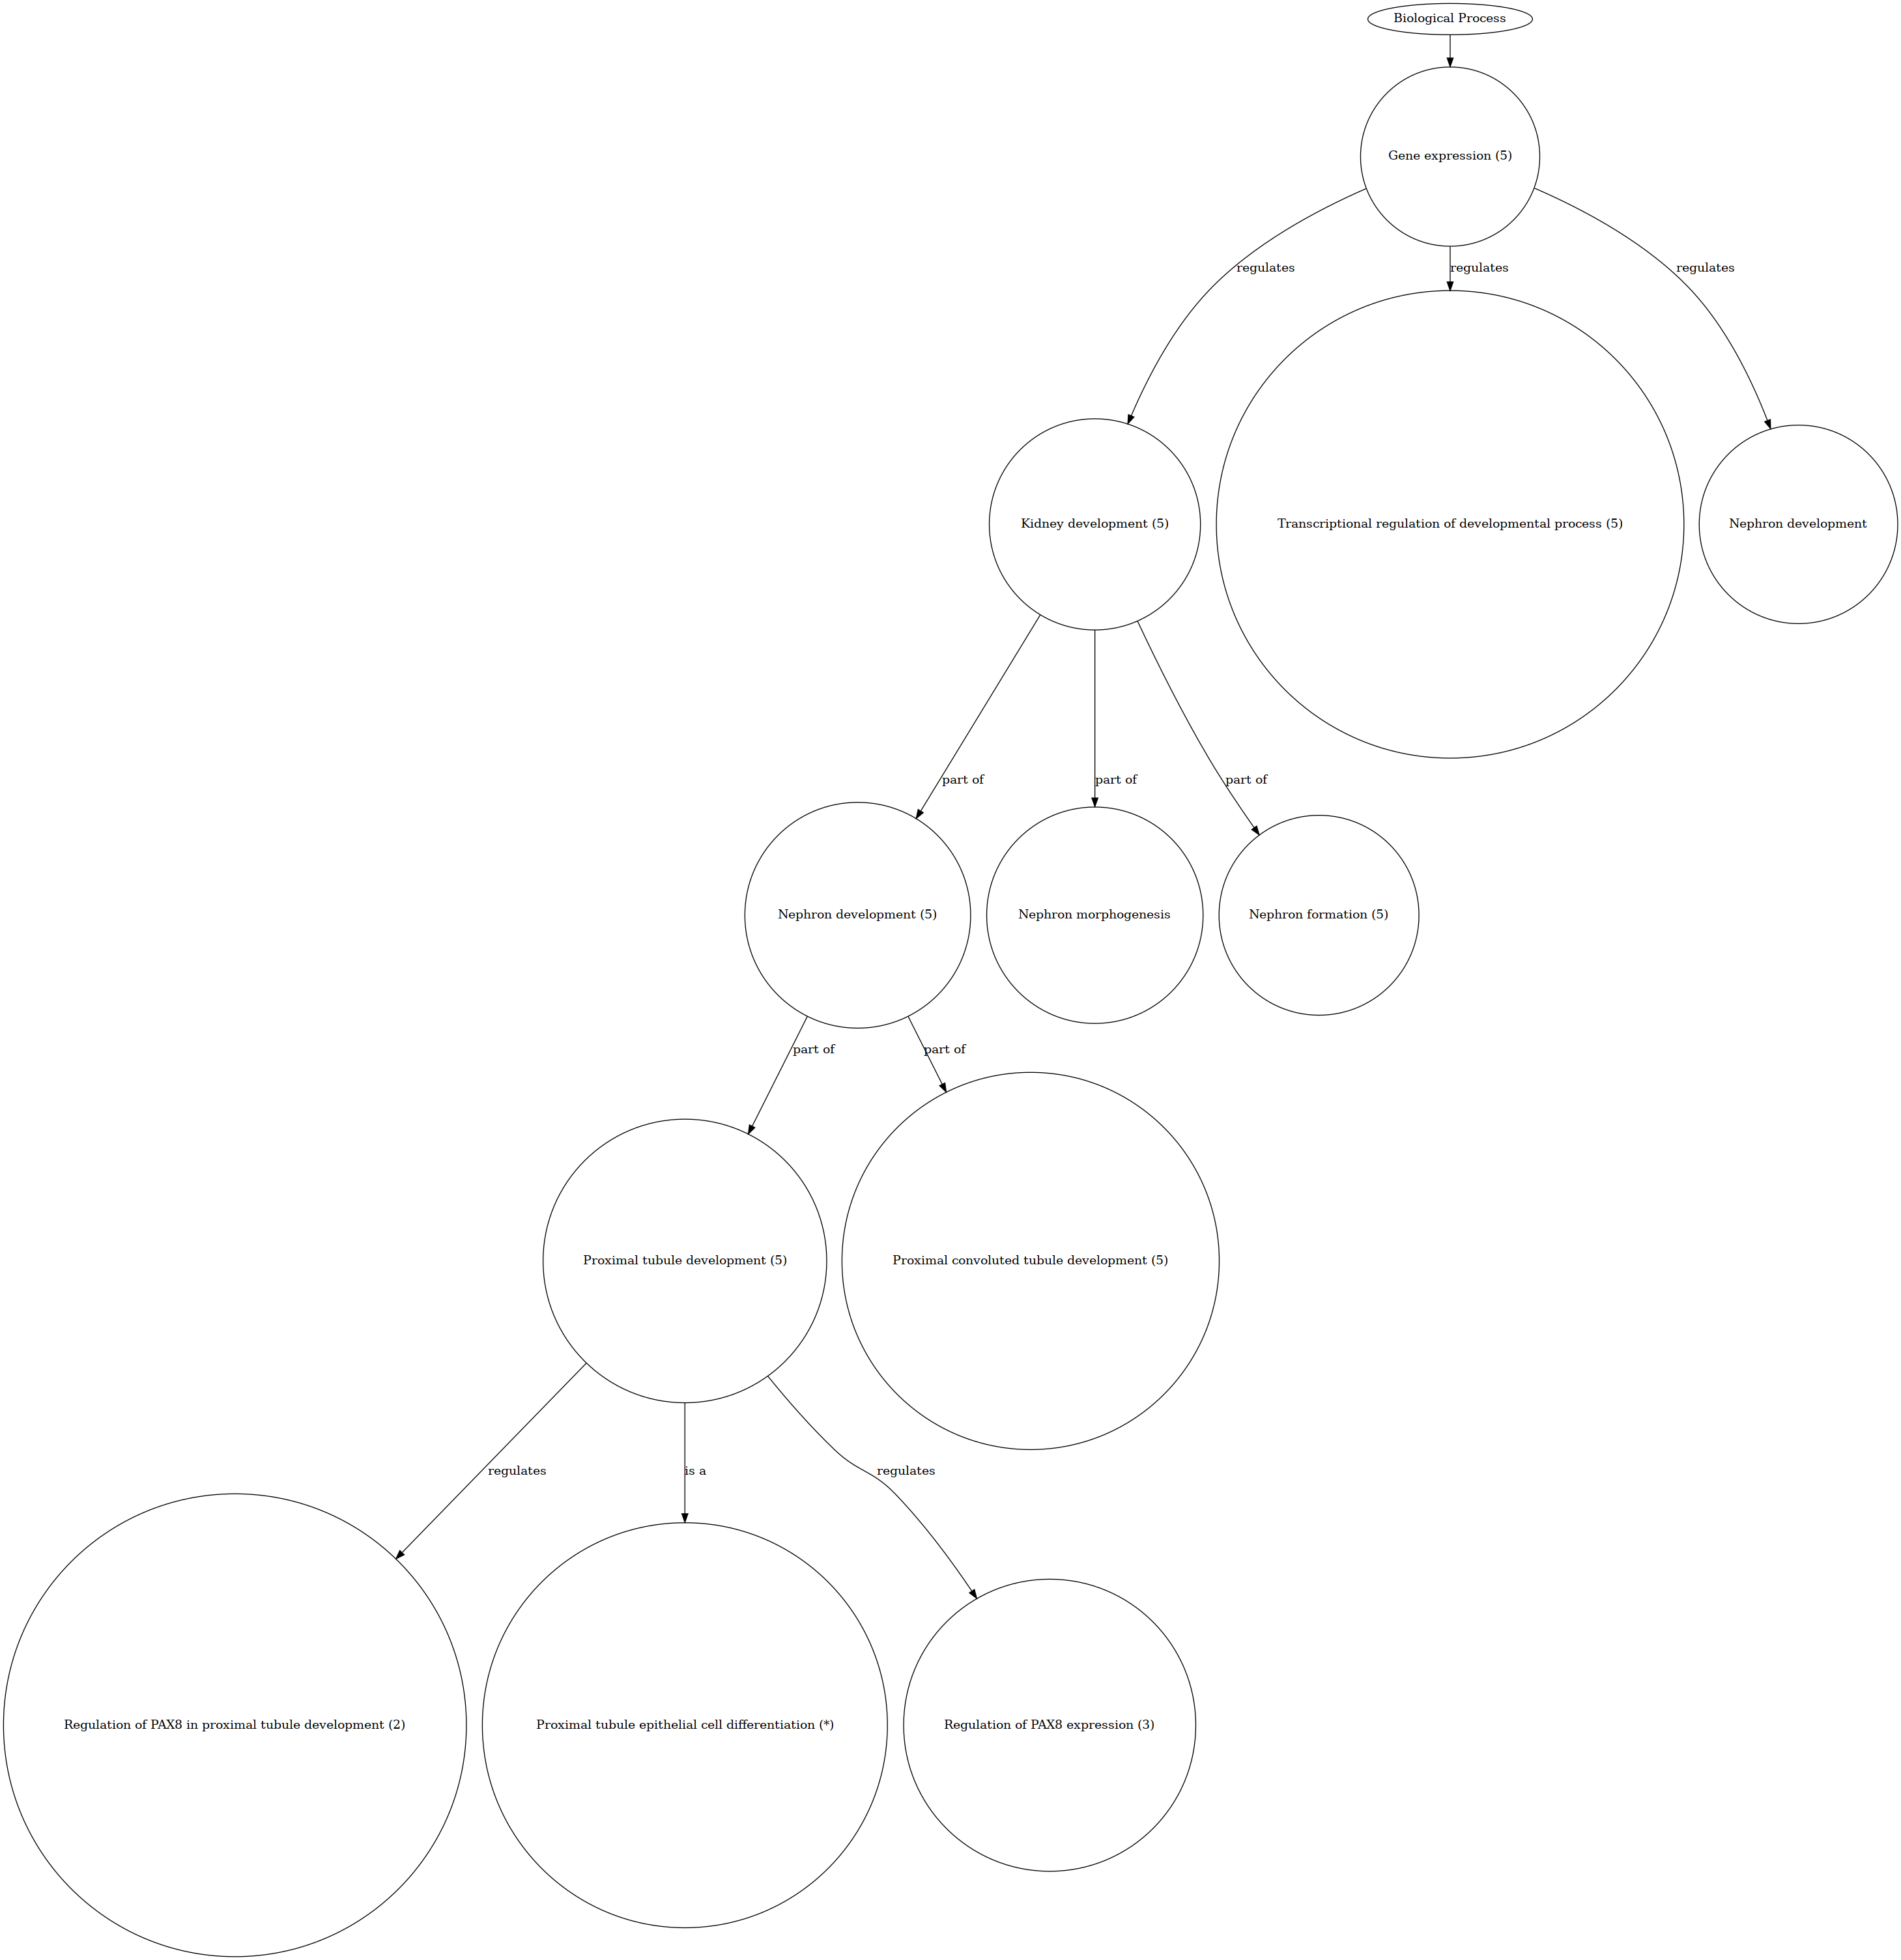 Biological Process
Gene expression (5)
regulates
regulates
regulates
Kidney development (5)
Transcriptional regulation of developmental process (5)
Nephron development
part of
part of
part of
Nephron development (5)
Nephron morphogenesis
Nephron formation (5)
part of
part of
Proximal tubule development (5)
Proximal convoluted tubule development (5)
regulates
is a
regulates
Regulation of PAX8 in proximal tubule development (2)
Proximal tubule epithelial cell differentiation (*)
Regulation of PAX8 expression (3)